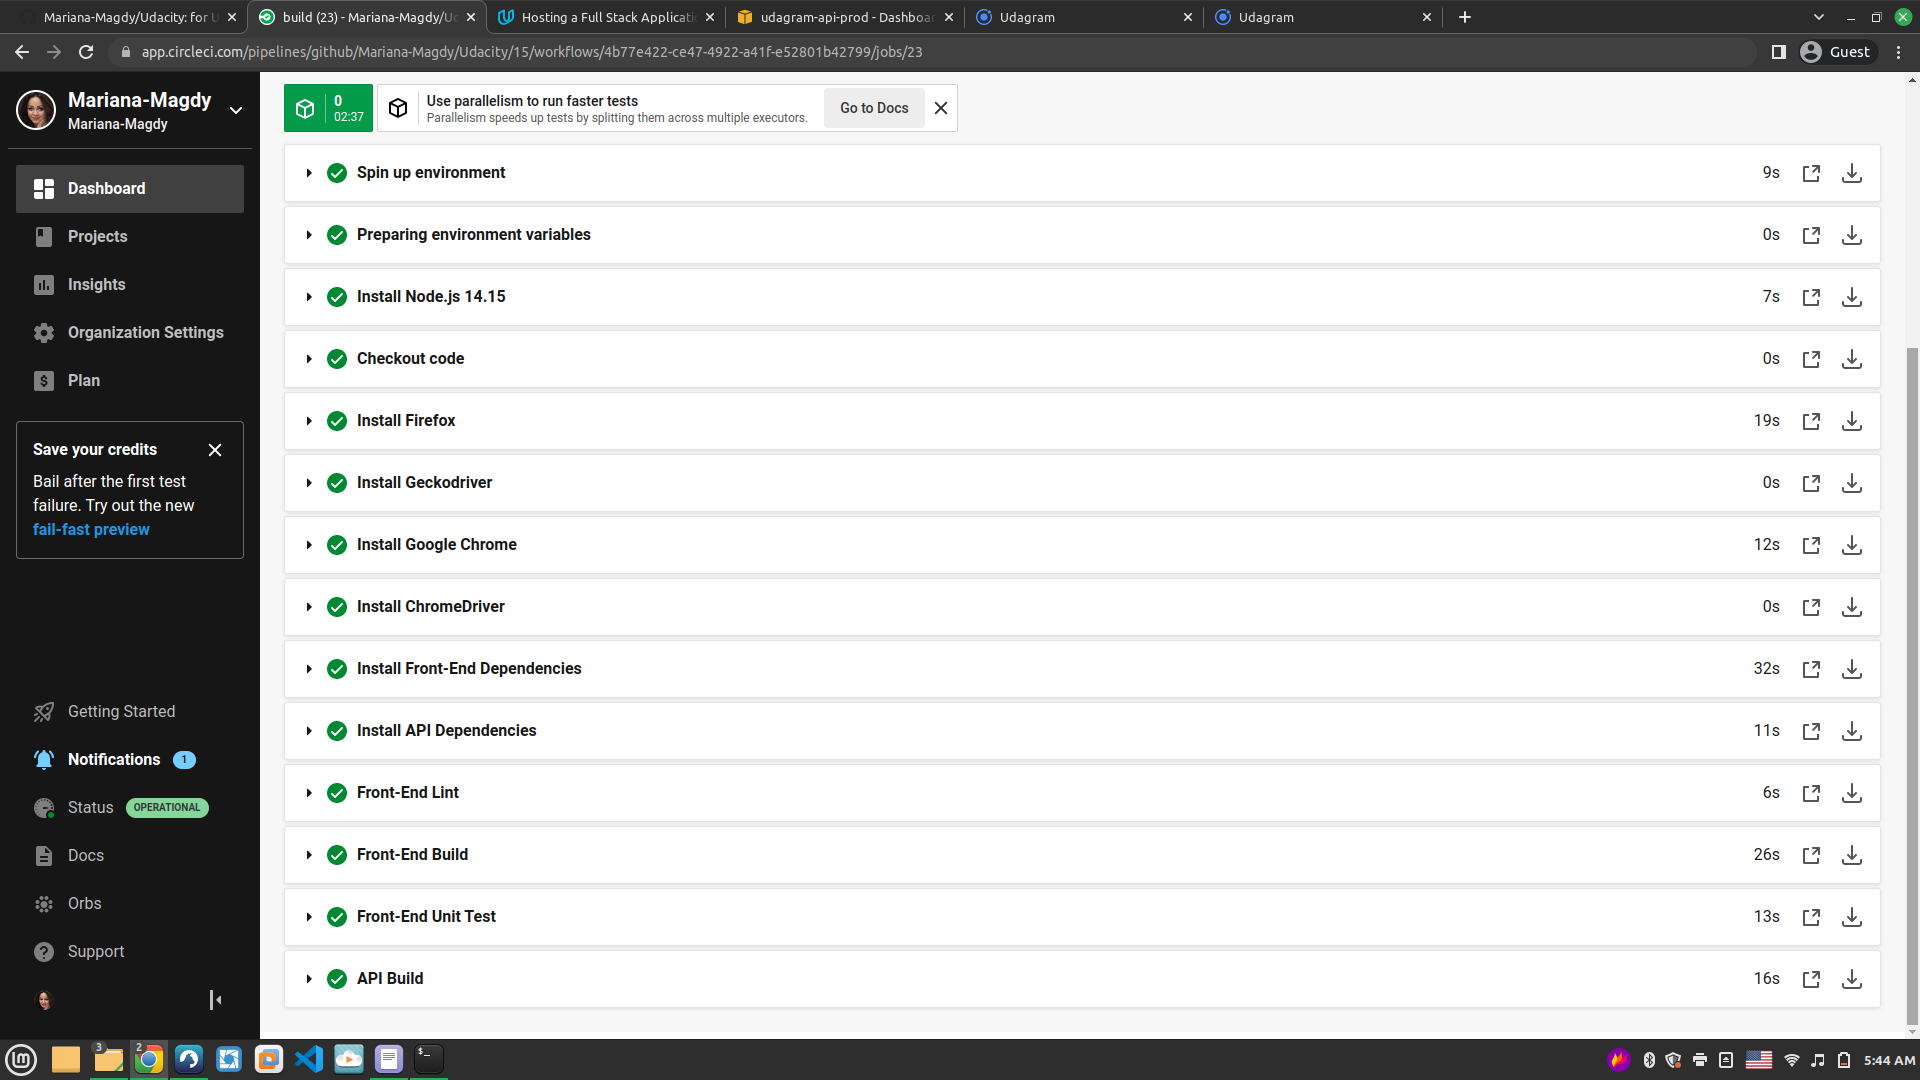 Mariana-Magdy/Udacity: for U
build (23) - Mariana-Magdy/Ud
Hosting a Full Stack Applicati
udagram-api-prod - Dashboar
Udagram
Udagram
app.circleci.com/pipelines/github/Mariana-Magdy/Udacity/15/workflows/4b77e422-ce47-4922-a41f-e52801b42799/jobs/23
Guest
Mariana-Magdy
Mariana-Magdy
Dashboard
Projects
Insights
Organization Settings
Plan
Save your credits
Bail after the first test
failure. Try out the new
fail-fast preview
Getting Started
Notifications 1
Status OPERATIONAL
Docs
Orbs
Support
0
02:37
Use parallelism to run faster tests
Parallelism speeds up tests by splitting them across multiple executors.
Go to Docs
Spin up environment 9s
Preparing environment variables 0s
Install Node.js 14.15 7s
Checkout code 0s
Install Firefox 19s
Install Geckodriver 0s
Install Google Chrome 12s
Install ChromeDriver 0s
Install Front-End Dependencies 32s
Install API Dependencies 11s
Front-End Lint 6s
Front-End Build 26s
Front-End Unit Test 13s
API Build 16s
3
2
$_
5:44 AM